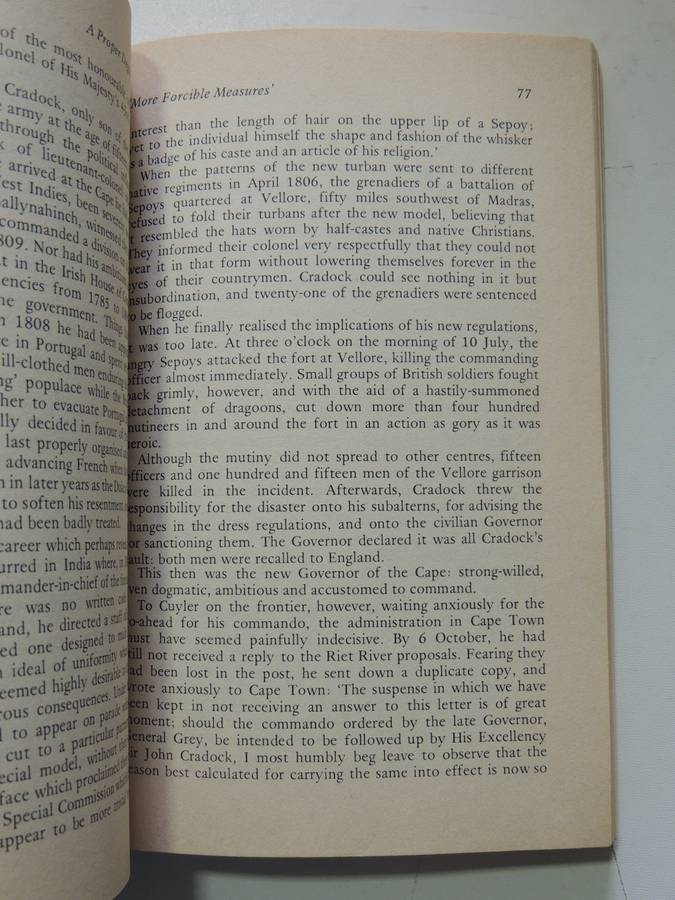 A Proper
of the most honourable
olonel of His Majesty's
Cradock, only son of the
army at the age of fifteen
through the political
of lieutenant-colonel
arrived at the Cape he
West Indies, been severely
allynahinch, witnessed the
commanded a division
809. Nor had his ambitions
t in the Irish House of
encies from 1785 to
he government. Things
n 1808 he had been
e in Portugal and spent
ill-clothed men enduring
ng' populace while the
her to evacuate Portugal
lly decided in favour of
last properly organised
advancing French when
n in later years as the Duke
to soften his resentment
had been badly treated.
career which perhaps
urred in India where, in
mmander-in-chief of the
re was no written
and, he directed a staff of
ed one designed to
ideal of uniformity
eemed highly desirable
rous consequences. Under
d to appear on parade
cut to a particular
ecial model, without the
face which proclaimed
Special Commission
appear to be more
'More Forcible Measures' 77
interest than the length of hair on the upper lip of a Sepoy;
yet to the individual himself the shape and fashion of the whisker
is a badge of his caste and an article of his religion.'
When the patterns of the new turban were sent to different
native regiments in April 1806, the grenadiers of a battalion of
Sepoys quartered at Vellore, fifty miles southwest of Madras,
refused to fold their turbans after the new model, believing that
it resembled the hats worn by half-castes and native Christians.
They informed their colonel very respectfully that they could not
wear it in that form without lowering themselves forever in the
eyes of their countrymen. Cradock could see nothing in it but
insubordination, and twenty-one of the grenadiers were sentenced
to be flogged.
When he finally realised the implications of his new regulations,
it was too late. At three o'clock on the morning of 10 July, the
angry Sepoys attacked the fort at Vellore, killing the commanding
officer almost immediately. Small groups of British soldiers fought
back grimly, however, and with the aid of a hastily-summoned
detachment of dragoons, cut down more than four hundred
mutineers in and around the fort in an action as gory as it was
heroic.
Although the mutiny did not spread to other centres, fifteen
officers and one hundred and fifteen men of the Vellore garrison
were killed in the incident. Afterwards, Cradock threw the
responsibility for the disaster onto his subalterns, for advising the
changes in the dress regulations, and onto the civilian Governor
for sanctioning them. The Governor declared it was all Cradock's
fault: both men were recalled to England.
This then was the new Governor of the Cape: strong-willed,
even dogmatic, ambitious and accustomed to command.
To Cuyler on the frontier, however, waiting anxiously for the
go-ahead for his commando, the administration in Cape Town
must have seemed painfully indecisive. By 6 October, he had
still not received a reply to the Riet River proposals. Fearing they
had been lost in the post, he sent down a duplicate copy, and
wrote anxiously to Cape Town: 'The suspense in which we have
been kept in not receiving an answer to this letter is of great
moment; should the commando ordered by the late Governor,
General Grey, be intended to be followed up by His Excellency
Sir John Cradock, I most humbly beg leave to observe that the
season best calculated for carrying the same into effect is now so